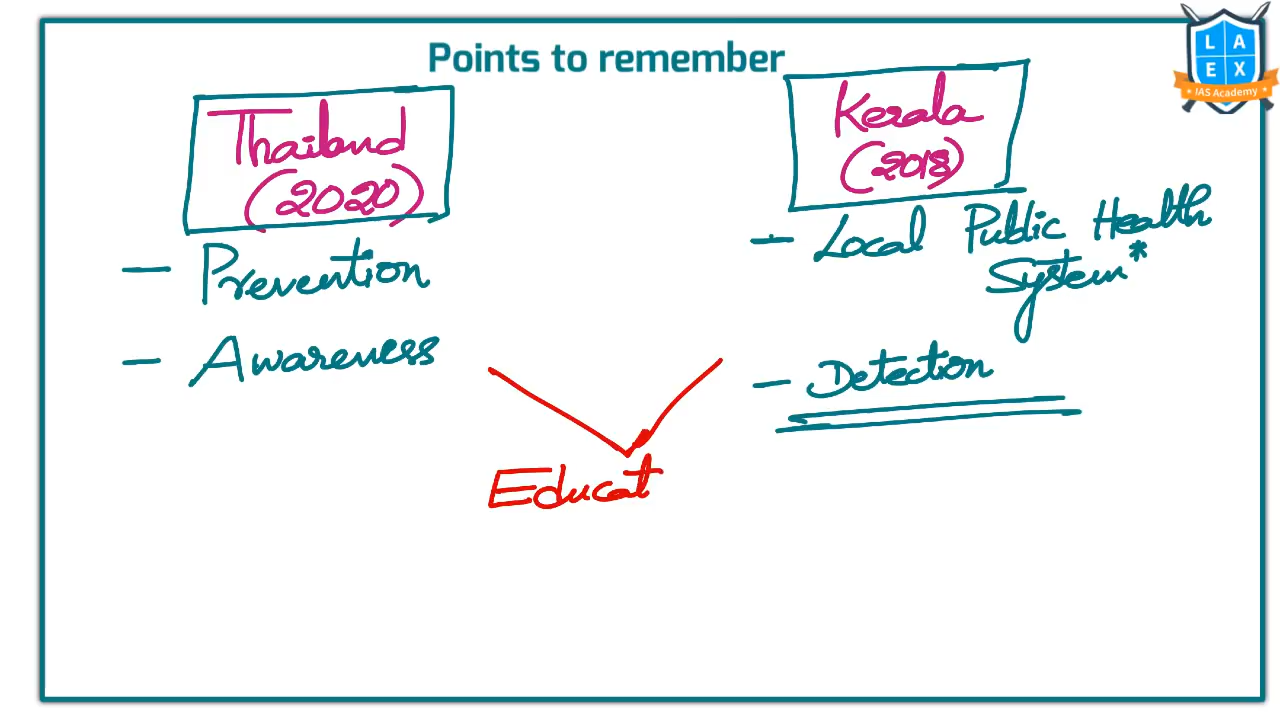 Points to remember
L A
E X
IAS Academy
Thailand
(2020)
- Prevention
- Awareness
Kerala
(2018)
- Local Public Health
System*
- Detection
Educat